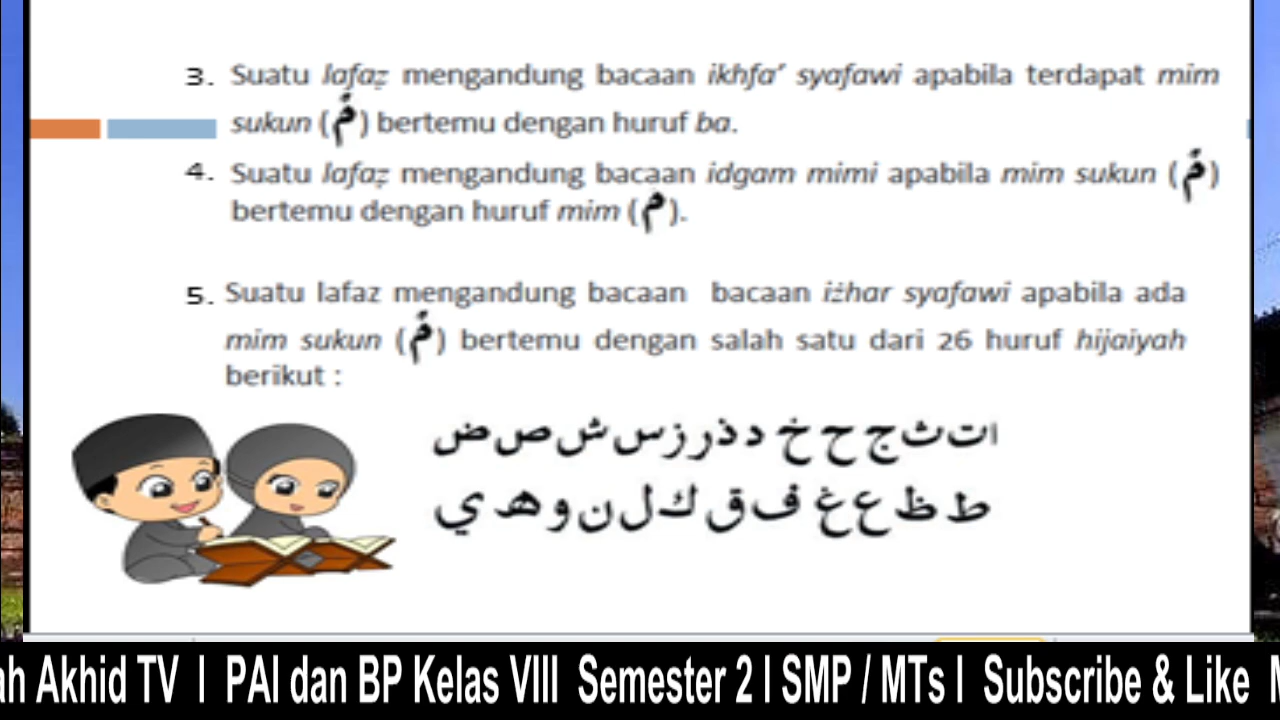 3. Suatu lafaẓ mengandung bacaan ikhfa' syafawi apabila terdapat mim
sukun (مْ) bertemu dengan huruf ba.
4. Suatu lafaẓ mengandung bacaan idgam mimi apabila mim sukun (مْ)
bertemu dengan huruf mim (م).
5. Suatu lafaz mengandung bacaan bacaan iżhar syafawi apabila ada
mim sukun (مْ) bertemu dengan salah satu dari 26 huruf hijaiyah
berikut :
ا ت ث ج ح خ د ذ ر ز س ش ص ض
ط ظ ع غ ف ق ك ل ن و ه ي
ah Akhid TV I PAI dan BP Kelas VIII Semester 2 I SMP / MTs I Subscribe & Like